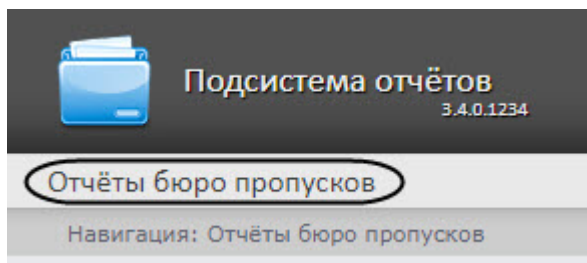 Подсистема отчётов
3.4.0.1234
Отчёты бюро пропусков
Навигация: Отчёты бюро пропусков